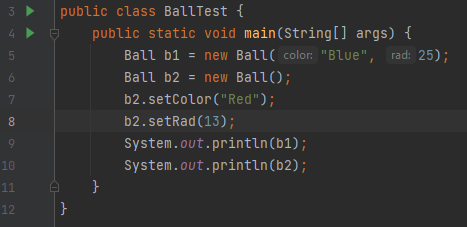 3 public class BallTest {
4 public static void main(String[] args) {
5 Ball b1 = new Ball( color: "Blue", rad: 25);
6 Ball b2 = new Ball();
7 b2.setColor("Red");
8 b2.setRad(13);
9 System.out.println(b1);
10 System.out.println(b2);
11 }
12 }